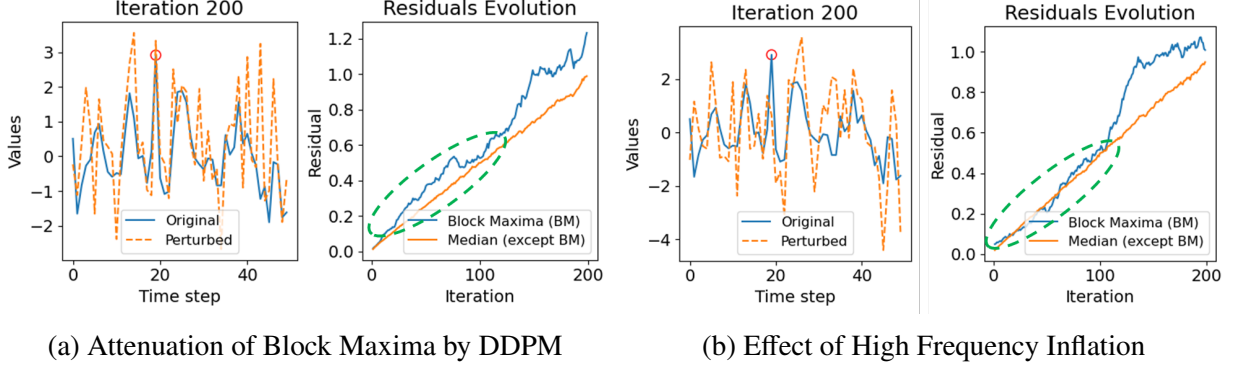 Iteration 200
Values
3
2
1
0
−1
−2
Original
Perturbed
0
20
40
Time step
Residuals Evolution
Residual
1.2
1.0
0.8
0.6
0.4
0.2
0.0
Block Maxima (BM)
Median (except BM)
0
100
200
Iteration
(a) Attenuation of Block Maxima by DDPM
Iteration 200
Values
2
0
−2
−4
Original
Perturbed
0
20
40
Time step
Residuals Evolution
Residual
1.0
0.8
0.6
0.4
0.2
0.0
Block Maxima (BM)
Median (except BM)
0
100
200
Iteration
(b) Effect of High Frequency Inflation